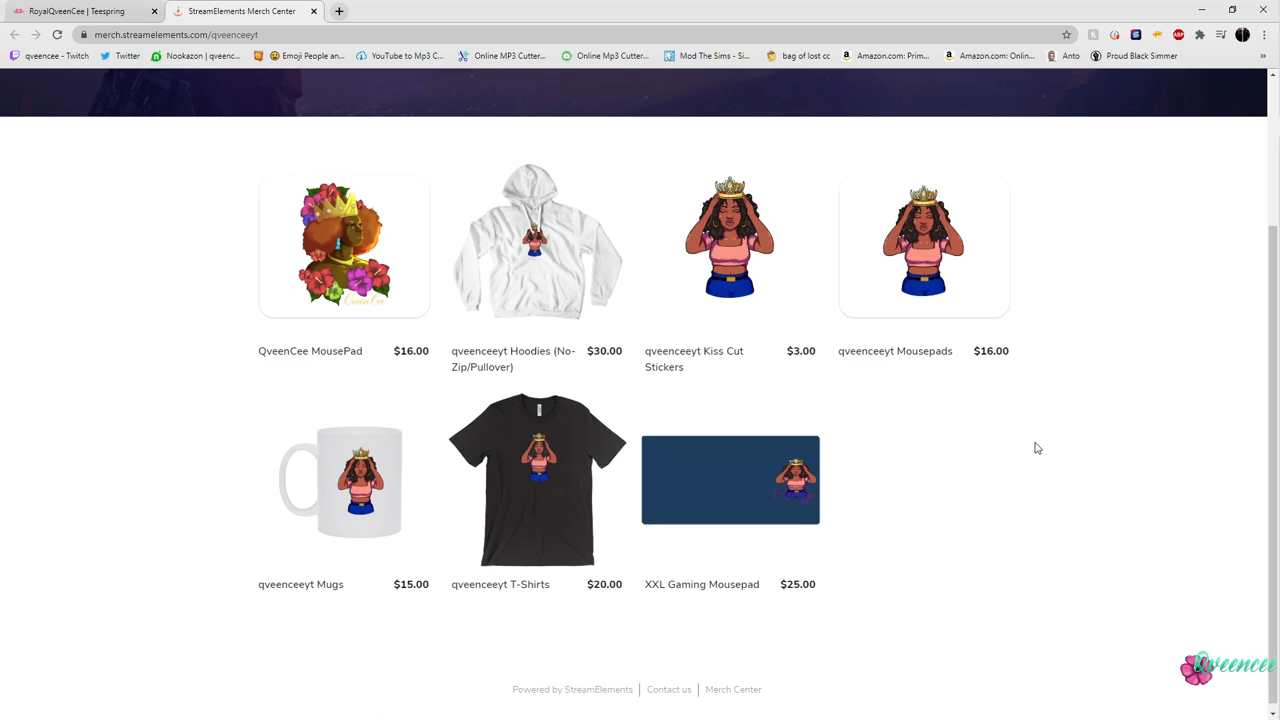 RoyalQveenCee | Teespring
StreamElements Merch Center
merch.streamelements.com/qveenceeyt
qveencee - Twitch
Twitter
Nookazon | qveenc...
Emoji People an...
YouTube to Mp3 C...
Online MP3 Cutter...
Online Mp3 Cutter...
Mod The Sims - Si...
bag of lost cc
Amazon.com: Prim...
Amazon.com: Onlin...
Anto
Proud Black Simmer
»
QveenCee
QveenCee MousePad $16.00
qveenceeyt Hoodies (No-
Zip/Pullover) $30.00
qveenceeyt Kiss Cut
Stickers $3.00
qveenceeyt Mousepads $16.00
qveenceeyt Mugs $15.00
qveenceeyt T-Shirts $20.00
XXL Gaming Mousepad $25.00
Qveencee
Powered by StreamElements | Contact us | Merch Center